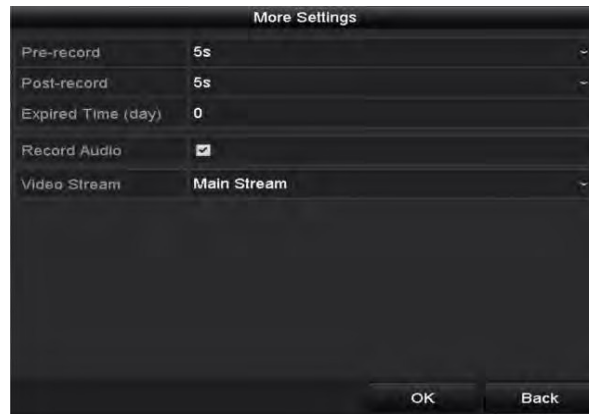 More Settings
Pre-record 5s
Post-record 5s
Expired Time (day) 0
Record Audio
Video Stream Main Stream
OK Back